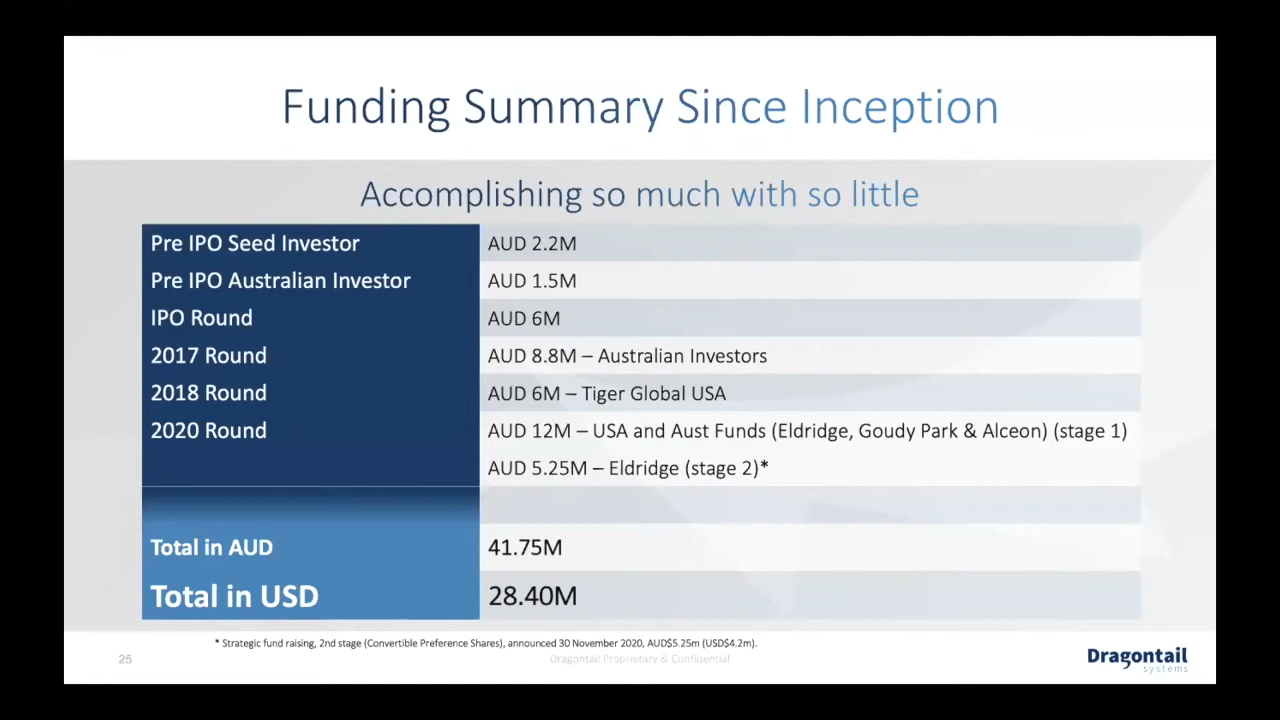 Funding Summary Since Inception
Accomplishing so much with so little
Pre IPO Seed Investor AUD 2.2M
Pre IPO Australian Investor AUD 1.5M
IPO Round AUD 6M
2017 Round AUD 8.8M – Australian Investors
2018 Round AUD 6M – Tiger Global USA
2020 Round AUD 12M – USA and Aust Funds (Eldridge, Goudy Park & Alceon) (stage 1)
AUD 5.25M – Eldridge (stage 2)*
Total in AUD 41.75M
Total in USD 28.40M
* Strategic fund raising, 2nd stage (Convertible Preference Shares), announced 30 November 2020, AUD$5.25m (USD$4.2m).
25 Dragontail Proprietary & Confidential
Dragontail
systems